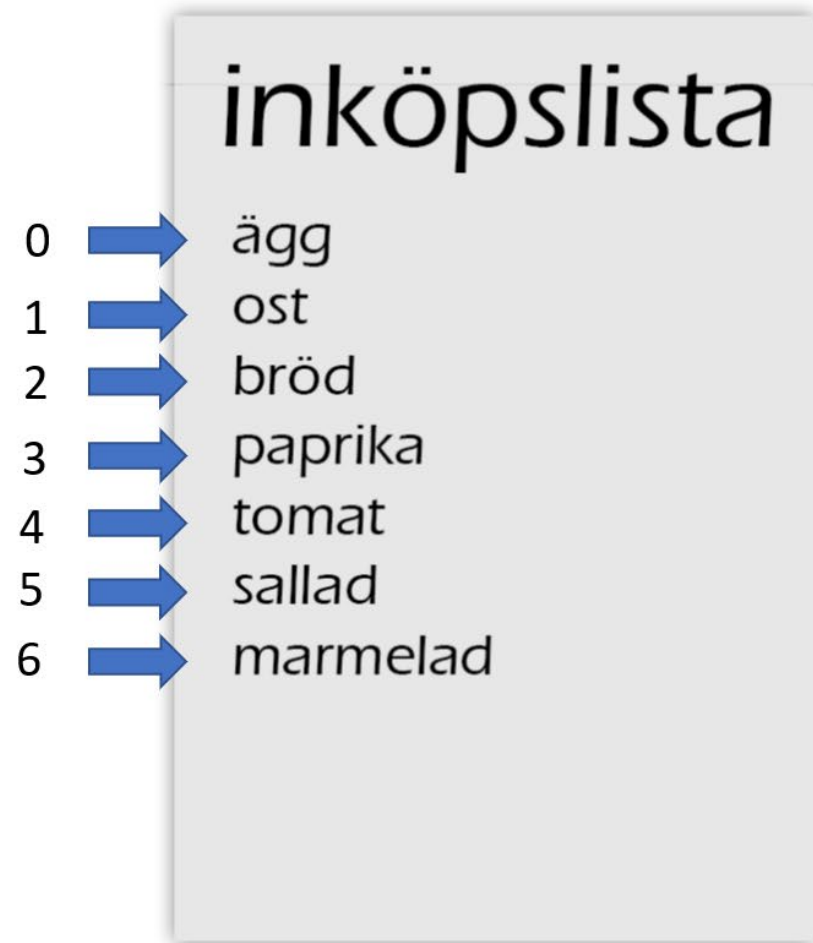 inköpslista
0 ägg
1 ost
2 bröd
3 paprika
4 tomat
5 sallad
6 marmelad